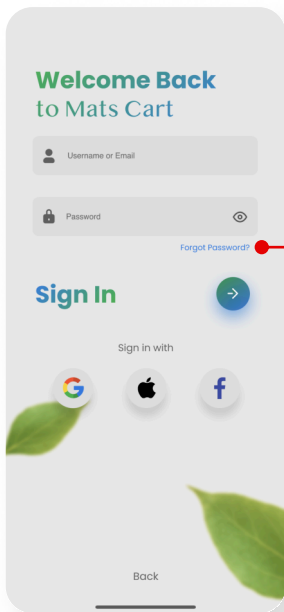 Welcome Back
to Mats Cart
Username or Email
Password
Forgot Password?
Sign In
Sign in with
Back